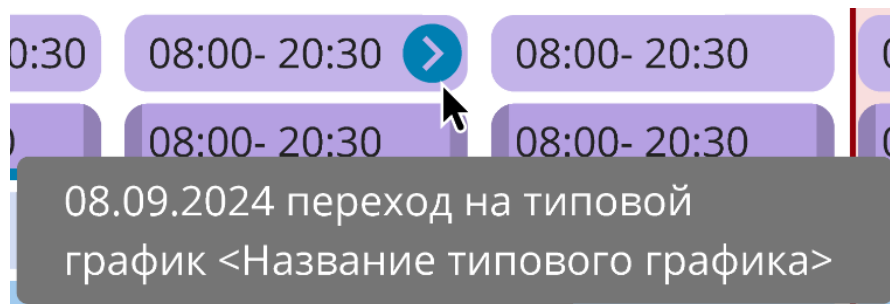 0:30 08:00- 20:30 08:00- 20:30
08:00- 20:30 08:00- 20:30
08.09.2024 переход на типовой
график <Название типового графика>